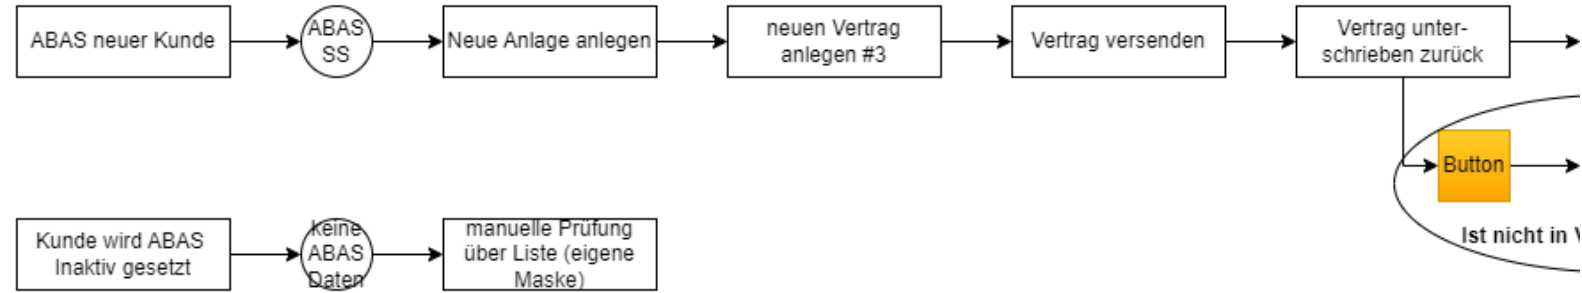 ABAS neuer Kunde
ABAS
SS
Neue Anlage anlegen
neuen Vertrag
anlegen #3
Vertrag versenden
Vertrag unter-
schrieben zurück
Button
Ist nicht in
Kunde wird ABAS
Inaktiv gesetzt
keine
ABAS
Daten
manuelle Prüfung
über Liste (eigene
Maske)